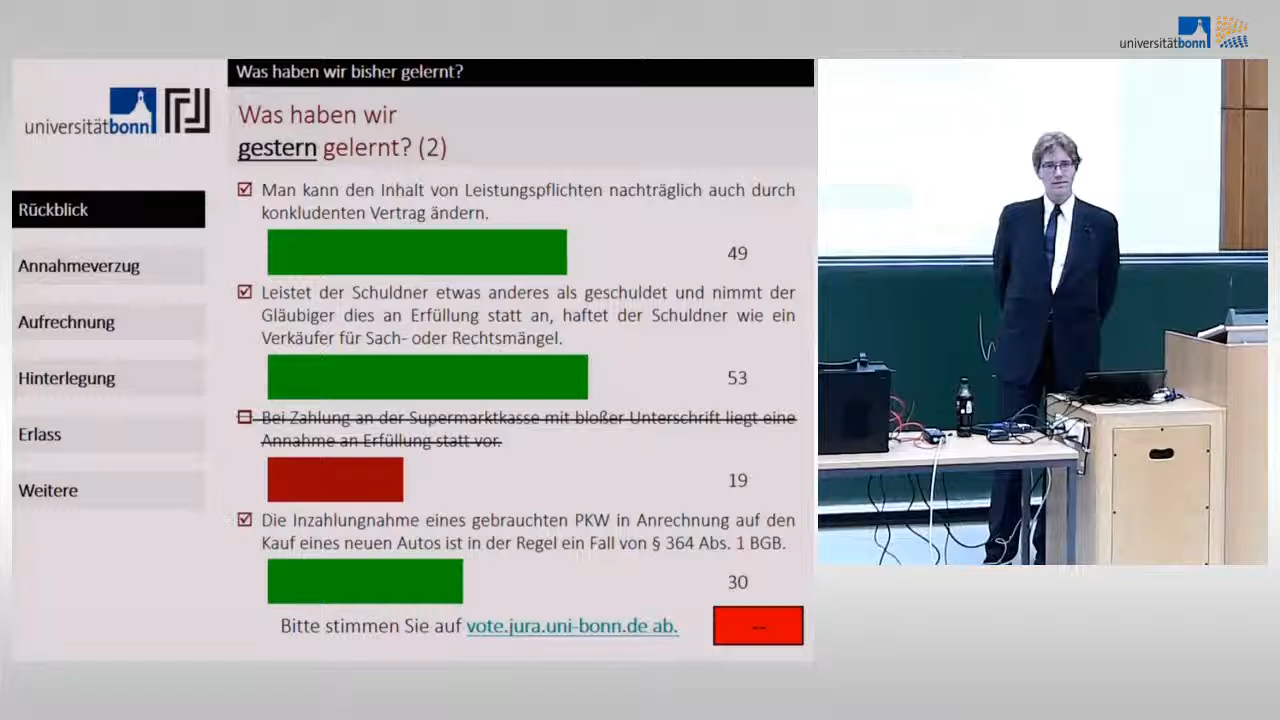 universitätbonn
Was haben wir bisher gelernt?
universitätbonn
Was haben wir
gestern gelernt? (2)
Rückblick
Annahmeverzug
Aufrechnung
Hinterlegung
Erlass
Weitere
Man kann den Inhalt von Leistungspflichten nachträglich auch durch
konkludenten Vertrag ändern.
49
Leistet der Schuldner etwas anderes als geschuldet und nimmt der
Gläubiger dies an Erfüllung statt an, haftet der Schuldner wie ein
Verkäufer für Sach- oder Rechtsmängel.
53
Bei Zahlung an der Supermarktkasse mit bloßer Unterschrift liegt eine
Annahme an Erfüllung statt vor.
19
Die Inzahlungnahme eines gebrauchten PKW in Anrechnung auf den
Kauf eines neuen Autos ist in der Regel ein Fall von § 364 Abs. 1 BGB.
30
Bitte stimmen Sie auf vote.jura.uni-bonn.de ab.
--